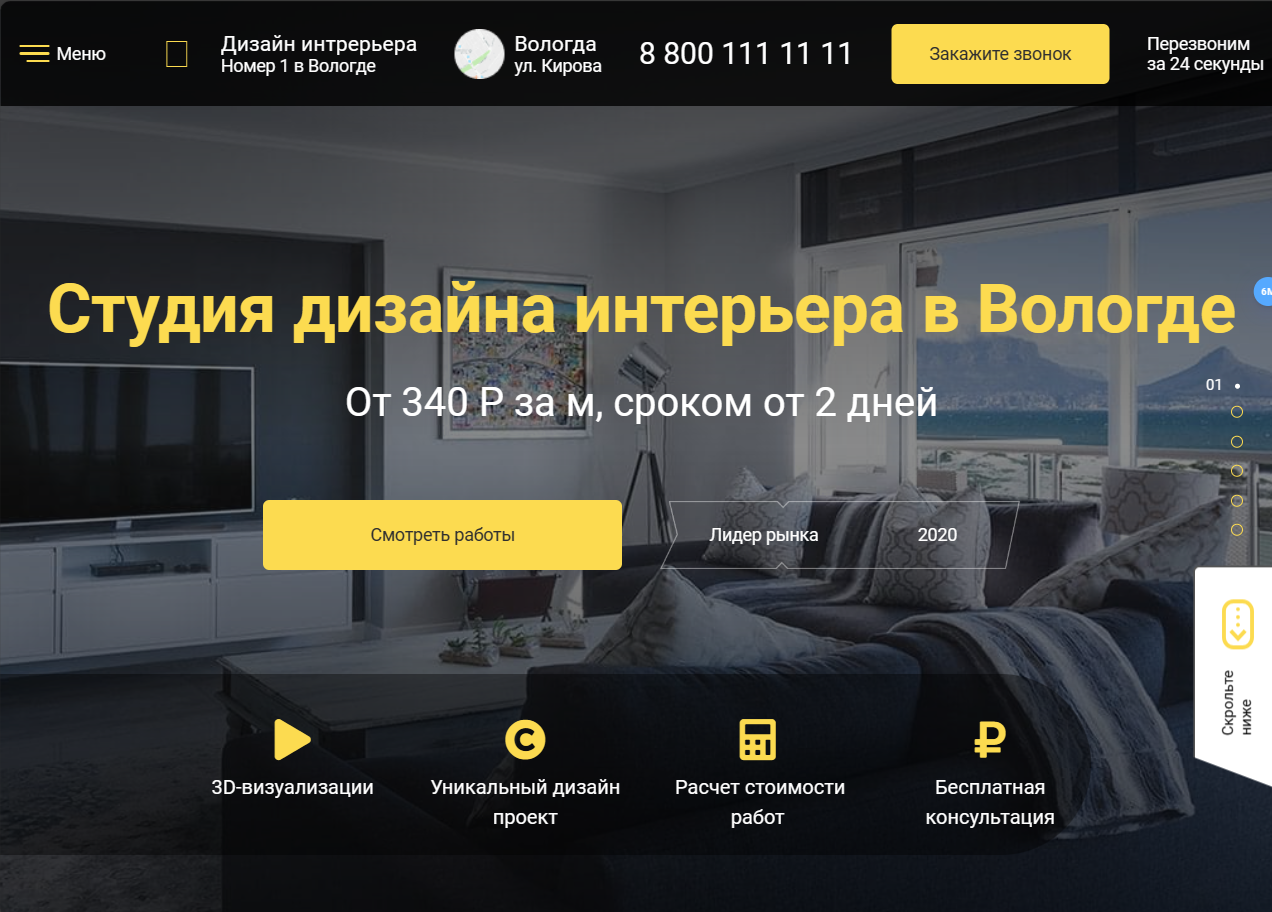 Меню
Дизайн интрерьера
Номер 1 в Вологде
Вологда
ул. Кирова
8 800 111 11 11
Закажите звонок
Перезвоним
за 24 секунды
Студия дизайна интерьера в Вологде
От 340 Р за м, сроком от 2 дней
01
Смотреть работы
Лидер рынка
2020
Скрольте
ниже
3D-визуализации
Уникальный дизайн
проект
Расчет стоимости
работ
Бесплатная
консультация